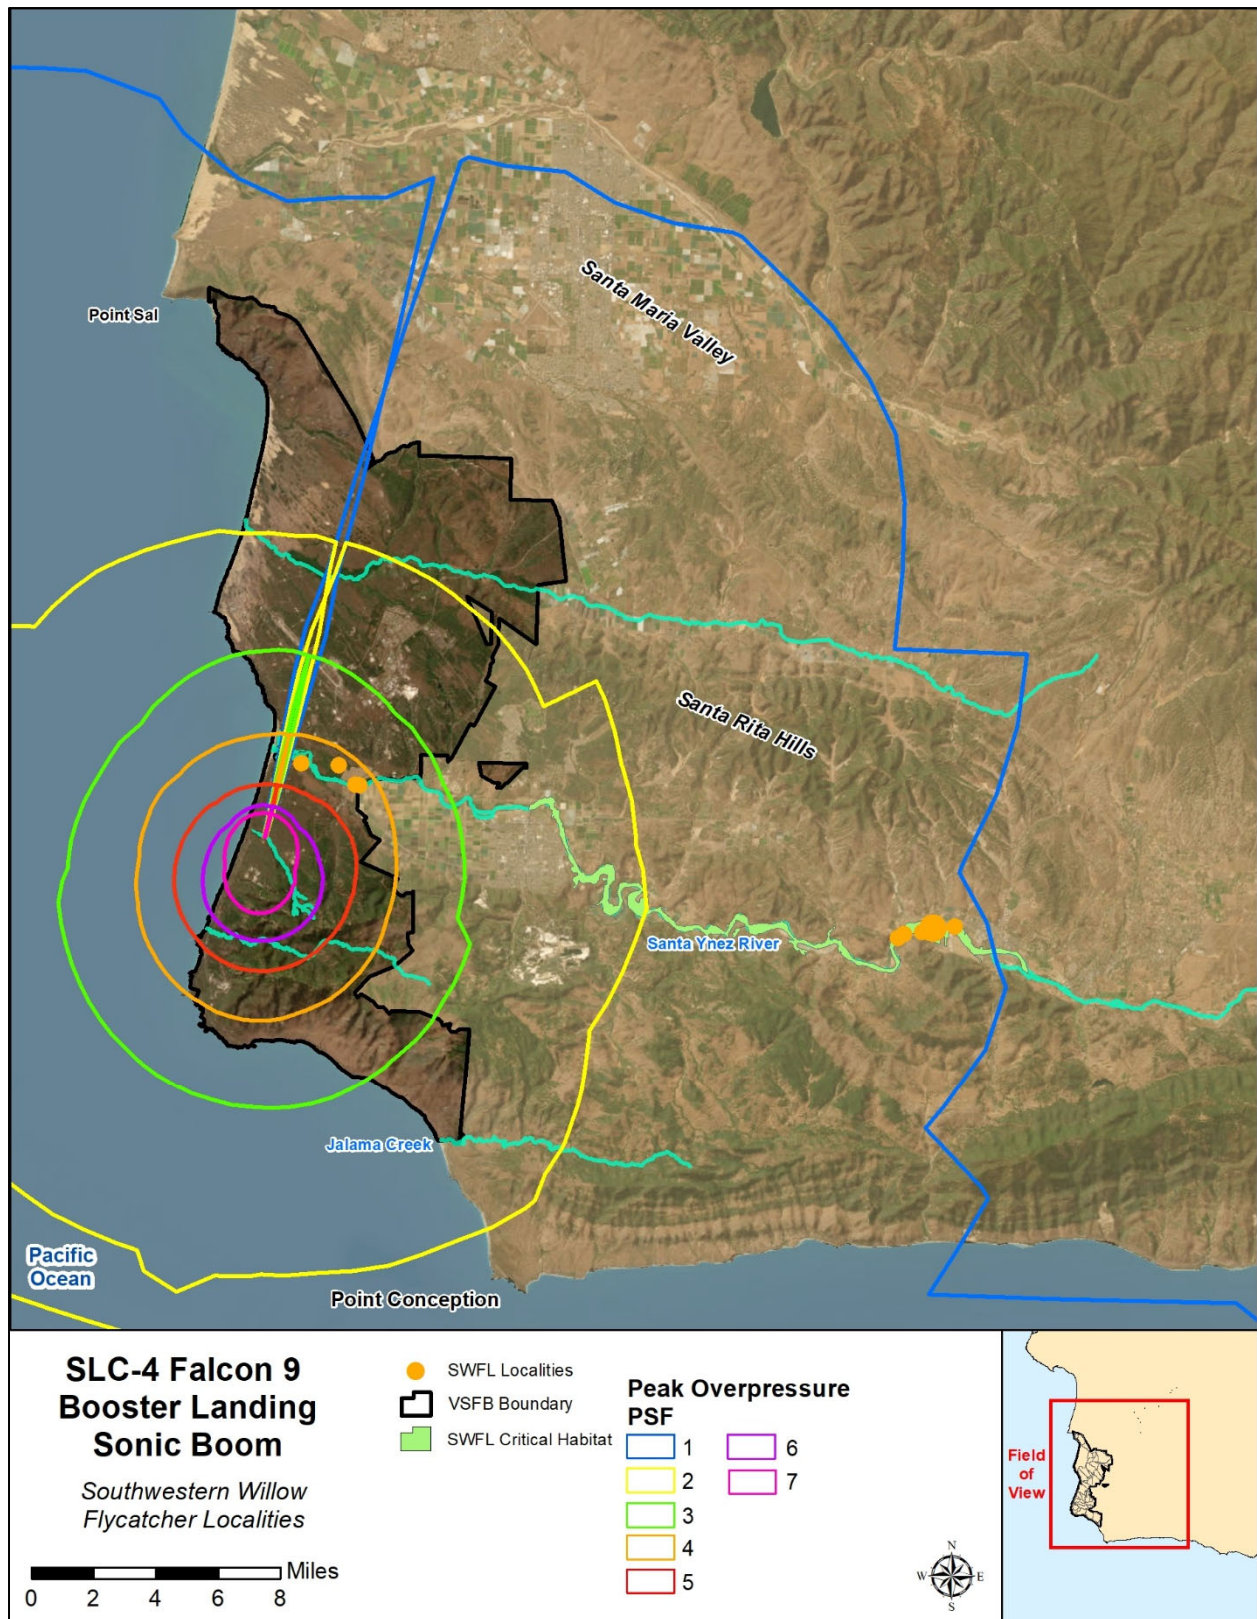 Santa Maria Valley
Point Sal
Santa Rita Hills
Santa Ynez River
Jalama Creek
Pacific
Ocean
Point Conception
SLC-4 Falcon 9
Booster Landing
Sonic Boom
Southwestern Willow
Flycatcher Localities
0 2 4 6 8 Miles
SWFL Localities
VSFB Boundary
SWFL Critical Habitat
Peak Overpressure
PSF
1 6
2 7
3
4
5
N
W E
S
Field
of
View